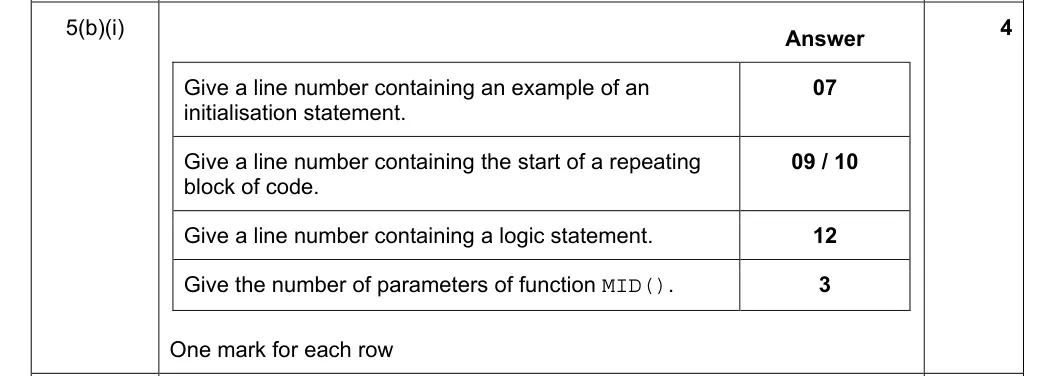 5(b)(i)
4
Answer
Give a line number containing an example of an
initialisation statement.
07
Give a line number containing the start of a repeating
block of code.
09 / 10
Give a line number containing a logic statement.
12
Give the number of parameters of function MID().
3
One mark for each row